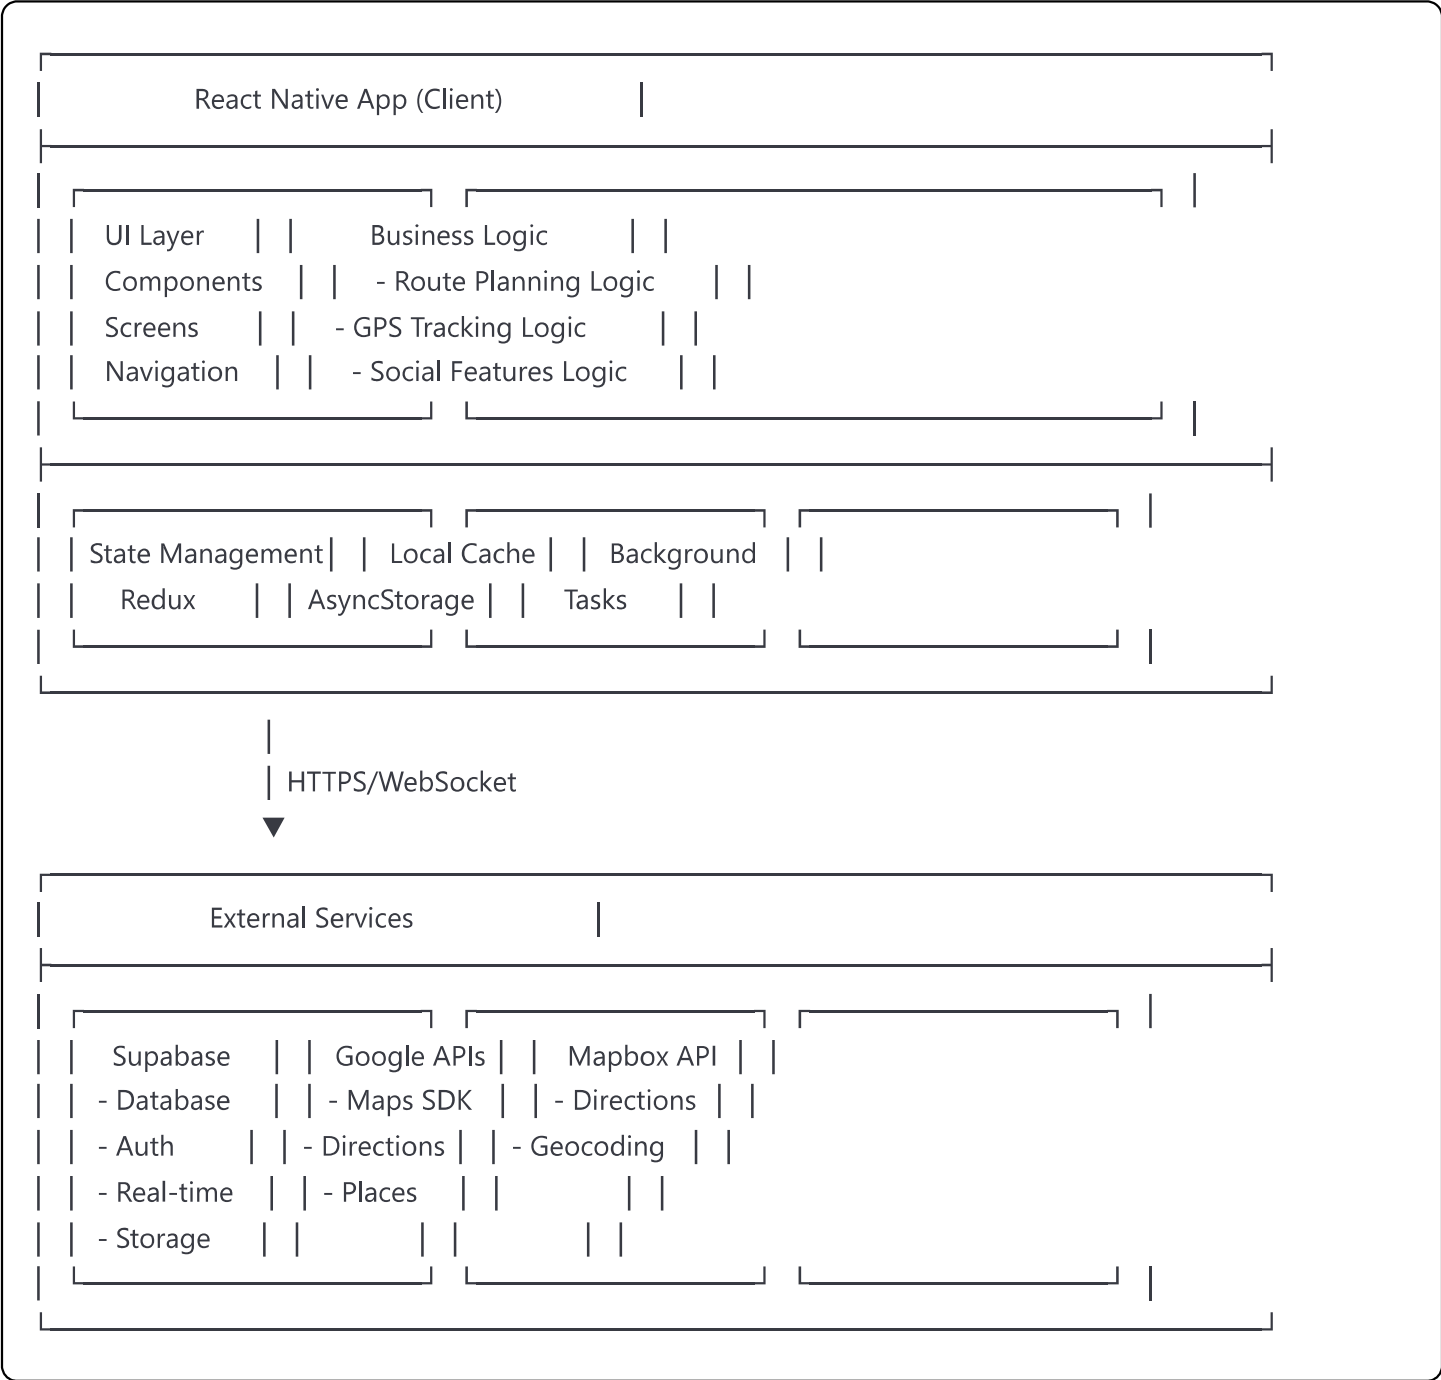 React Native App (Client)
UI Layer Business Logic
Components - Route Planning Logic
Screens - GPS Tracking Logic
Navigation - Social Features Logic
State Management Local Cache Background
Redux AsyncStorage Tasks
HTTPS/WebSocket
External Services
Supabase Google APIs Mapbox API
- Database - Maps SDK - Directions
- Auth - Directions - Geocoding
- Real-time - Places
- Storage